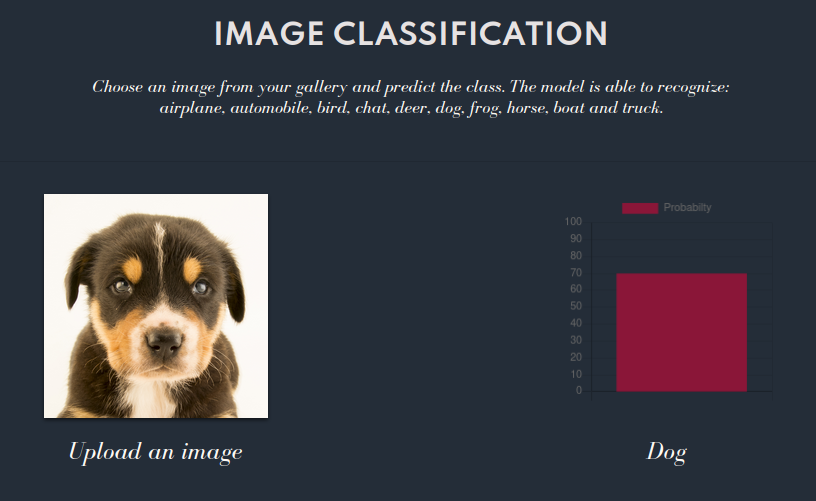 IMAGE CLASSIFICATION
Choose an image from your gallery and predict the class. The model is able to recognize:
airplane, automobile, bird, chat, deer, dog, frog, horse, boat and truck.
Probabilty
100
90
80
70
60
50
40
30
20
10
0
Upload an image
Dog